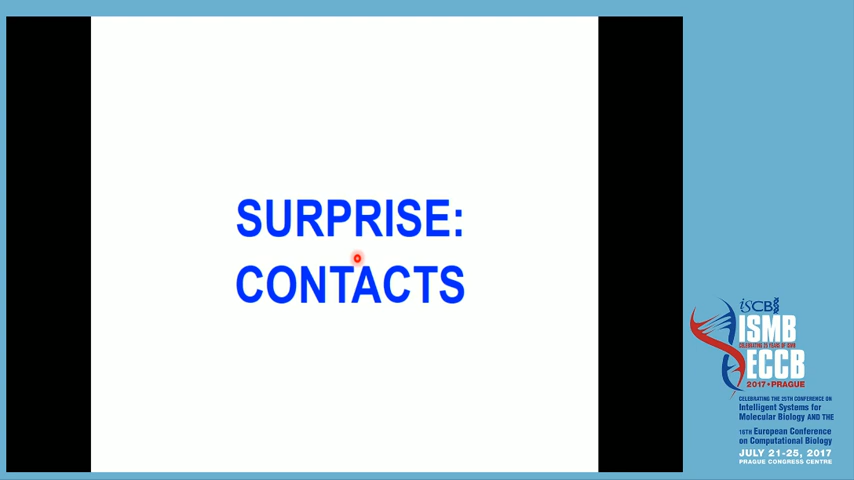 SURPRISE:
CONTACTS
iSCB
ISMB
CELEBRATING 25 YEARS OF ISMB
ECCB
2017 • PRAGUE
CELEBRATING THE 25TH CONFERENCE ON
Intelligent Systems for
Molecular Biology AND THE
16TH European Conference
on Computational Biology
JULY 21-25, 2017
PRAGUE CONGRESS CENTRE